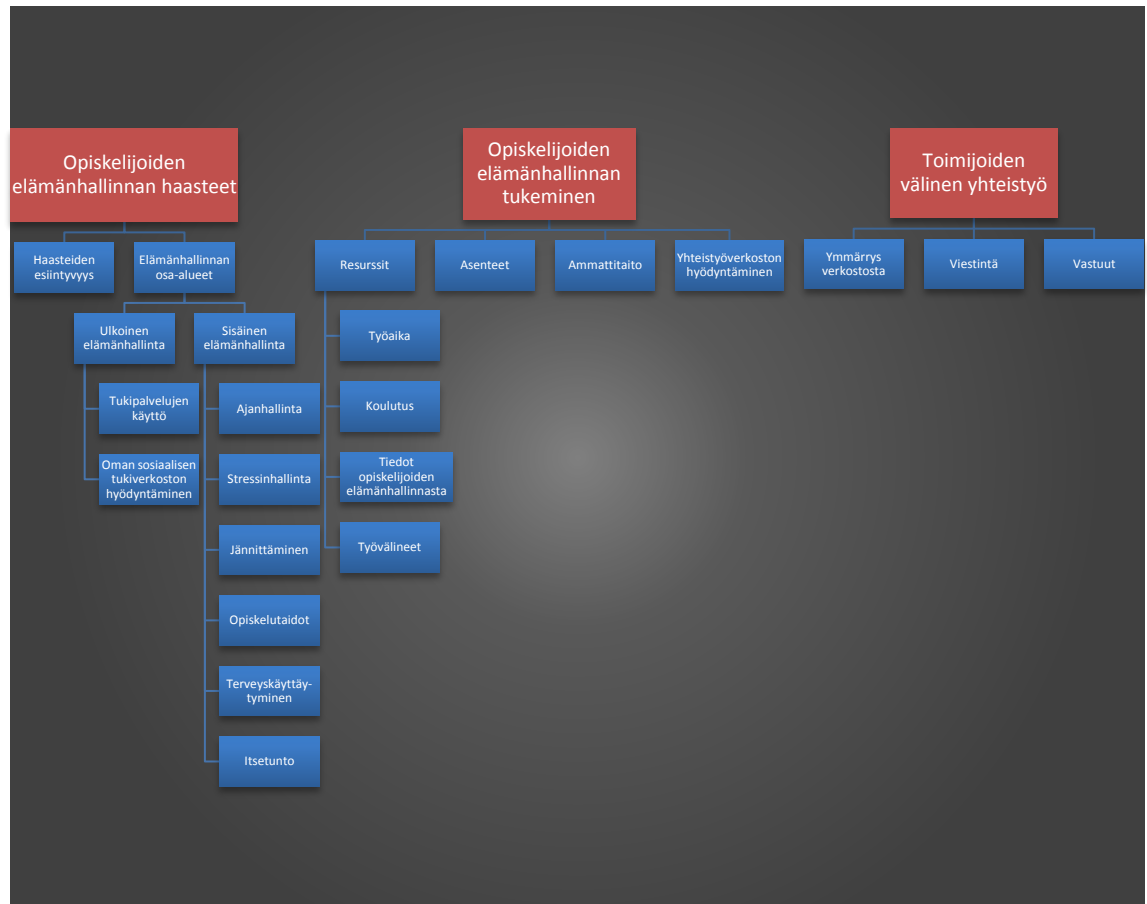 Opiskelijoiden
elämänhallinnan haasteet
Haasteiden
esiintyvyys
Elämänhallinnan
osa-alueet
Ulkoinen
elämänhallinta
Tukipalvelujen
käyttö
Oman sosiaalisen
tukiverkoston
hyödyntäminen
Sisäinen
elämänhallinta
Ajanhallinta
Stressinhallinta
Jännittäminen
Opiskelutaidot
Terveyskäyttäy-
tyminen
Itsetunto
Opiskelijoiden
elämänhallinnan
tukeminen
Resurssit
Työaika
Koulutus
Tiedot
opiskelijoiden
elämänhallinnasta
Työvälineet
Asenteet
Ammattitaito
Yhteistyöverkoston
hyödyntäminen
Toimijoiden
välinen yhteistyö
Ymmärrys
verkostosta
Viestintä
Vastuut